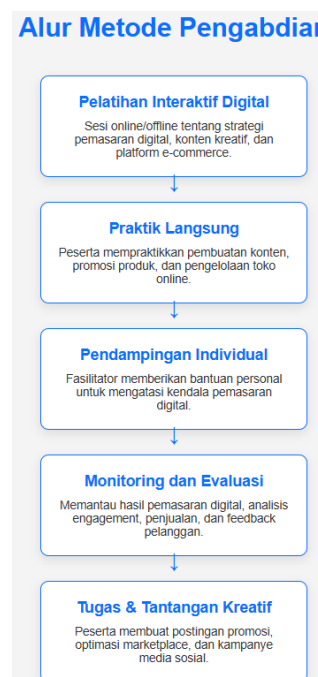 Alur Metode Pengabdian
Pelatihan Interaktif Digital
Sesi online/offline tentang strategi
pemasaran digital, konten kreatif, dan
platform e-commerce.
↓
Praktik Langsung
Peserta mempraktikkan pembuatan konten,
promosi produk, dan pengelolaan toko
online.
↓
Pendampingan Individual
Fasilitator memberikan bantuan personal
untuk mengatasi kendala pemasaran
digital.
↓
Monitoring dan Evaluasi
Memantau hasil pemasaran digital, analisis
engagement, penjualan, dan feedback
pelanggan.
↓
Tugas & Tantangan Kreatif
Peserta membuat postingan promosi,
optimasi marketplace, dan kampanye
media sosial.